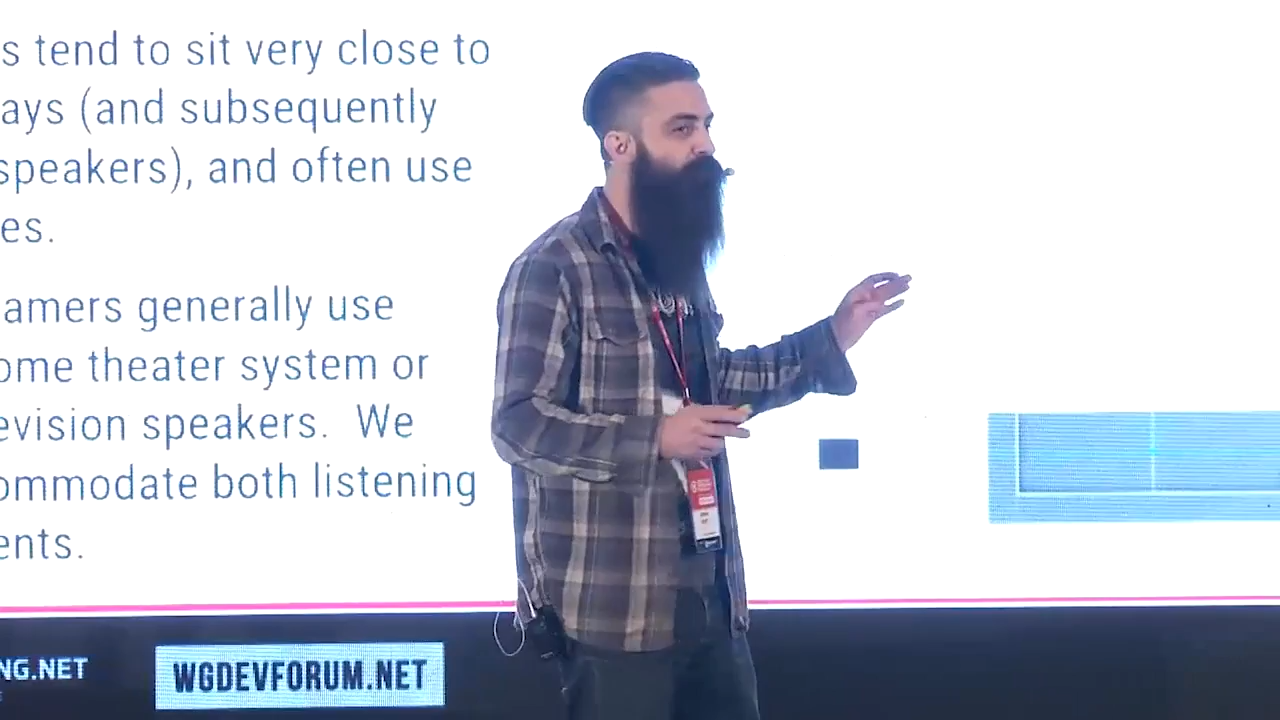 s tend to sit very close to
ays (and subsequently
speakers), and often use
es.
amers generally use
ome theater system or
evision speakers. We
ommodate both listening
ents.
NG.NET
WGDEVFORUM.NET